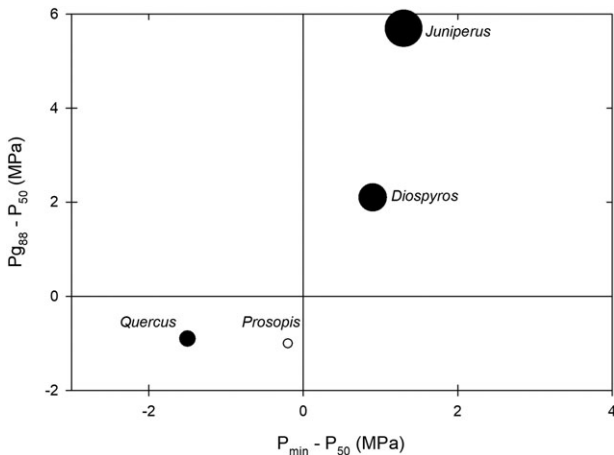 6
Juniperus
4
Pg88 - P50 (MPa)
2
Diospyros
0
Quercus
Prosopis
-2
-2
0
2
4
Pmin - P50 (MPa)